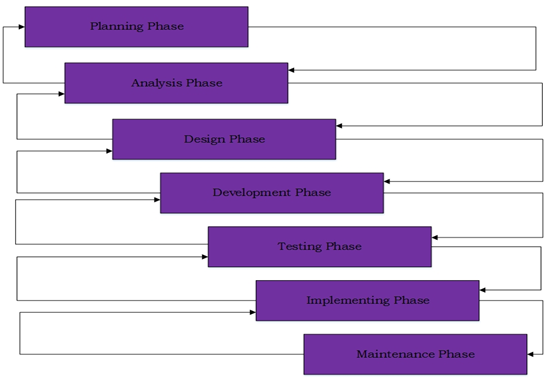 Planning Phase
Analysis Phase
Design Phase
Development Phase
Testing Phase
Implementing Phase
Maintenance Phase